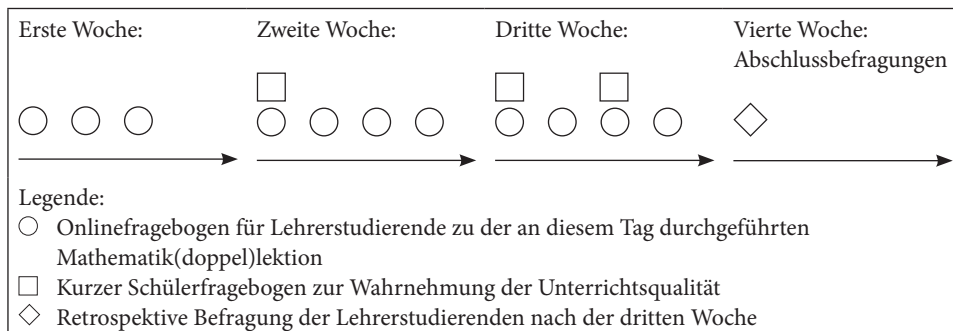 Erste Woche:
Zweite Woche:
Dritte Woche:
Vierte Woche:
Abschlussbefragungen
Legende:
Onlinefragebogen für Lehrerstudierende zu der an diesem Tag durchgeführten
Mathematik(doppel)lektion
Kurzer Schülerfragebogen zur Wahrnehmung der Unterrichtsqualität
Retrospektive Befragung der Lehrerstudierenden nach der dritten Woche